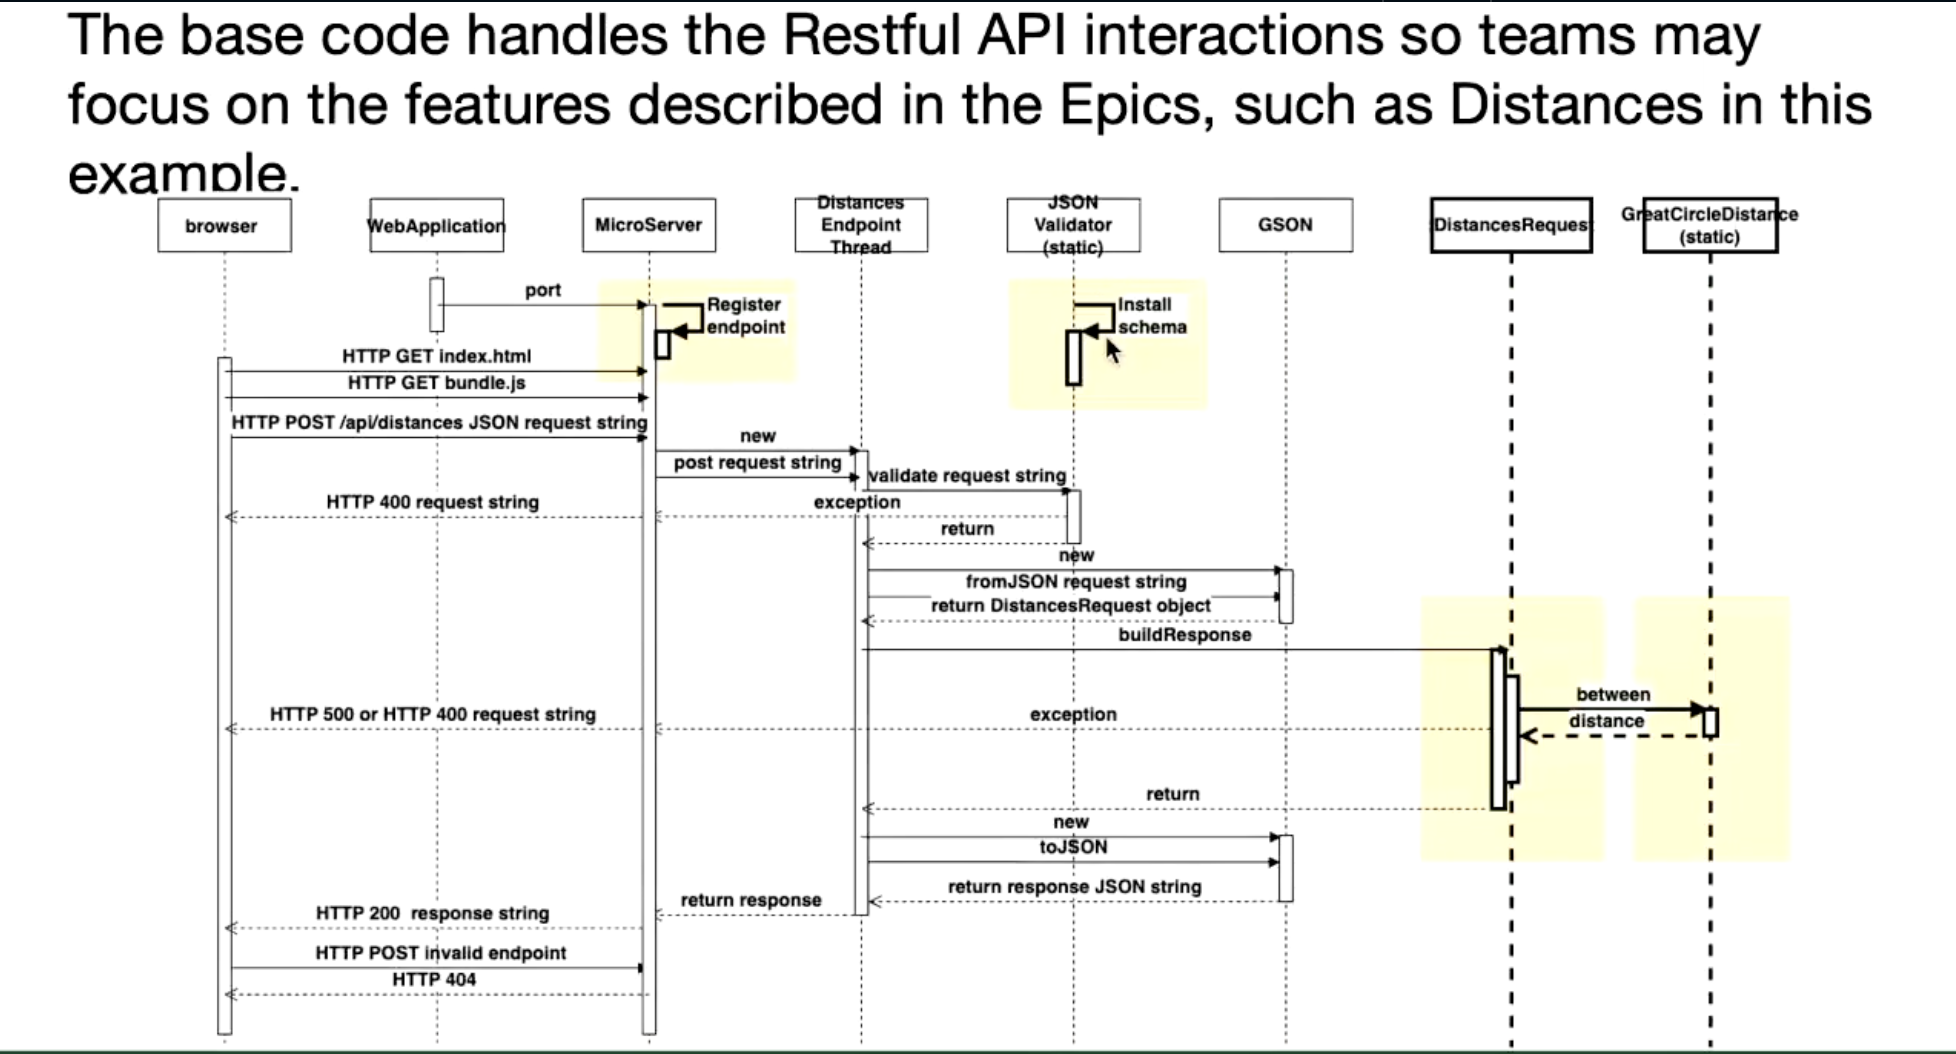 The base code handles the Restful API interactions so teams may
focus on the features described in the Epics, such as Distances in this
example.
browser
WebApplication
MicroServer
Distances
Endpoint
Thread
JSON
Validator
(static)
GSON
DistancesReques
GreatCircleDistance
(static)
port
Register
endpoint
Install
schema
HTTP GET index.html
HTTP GET bundle.js
HTTP POST /api/distances JSON request string
new
post request string
validate request string
HTTP 400 request string
exception
return
new
fromJSON request string
return DistancesRequest object
buildResponse
between
distance
HTTP 500 or HTTP 400 request string
exception
return
new
toJSON
return response JSON string
return response
HTTP 200 response string
HTTP POST invalid endpoint
HTTP 404